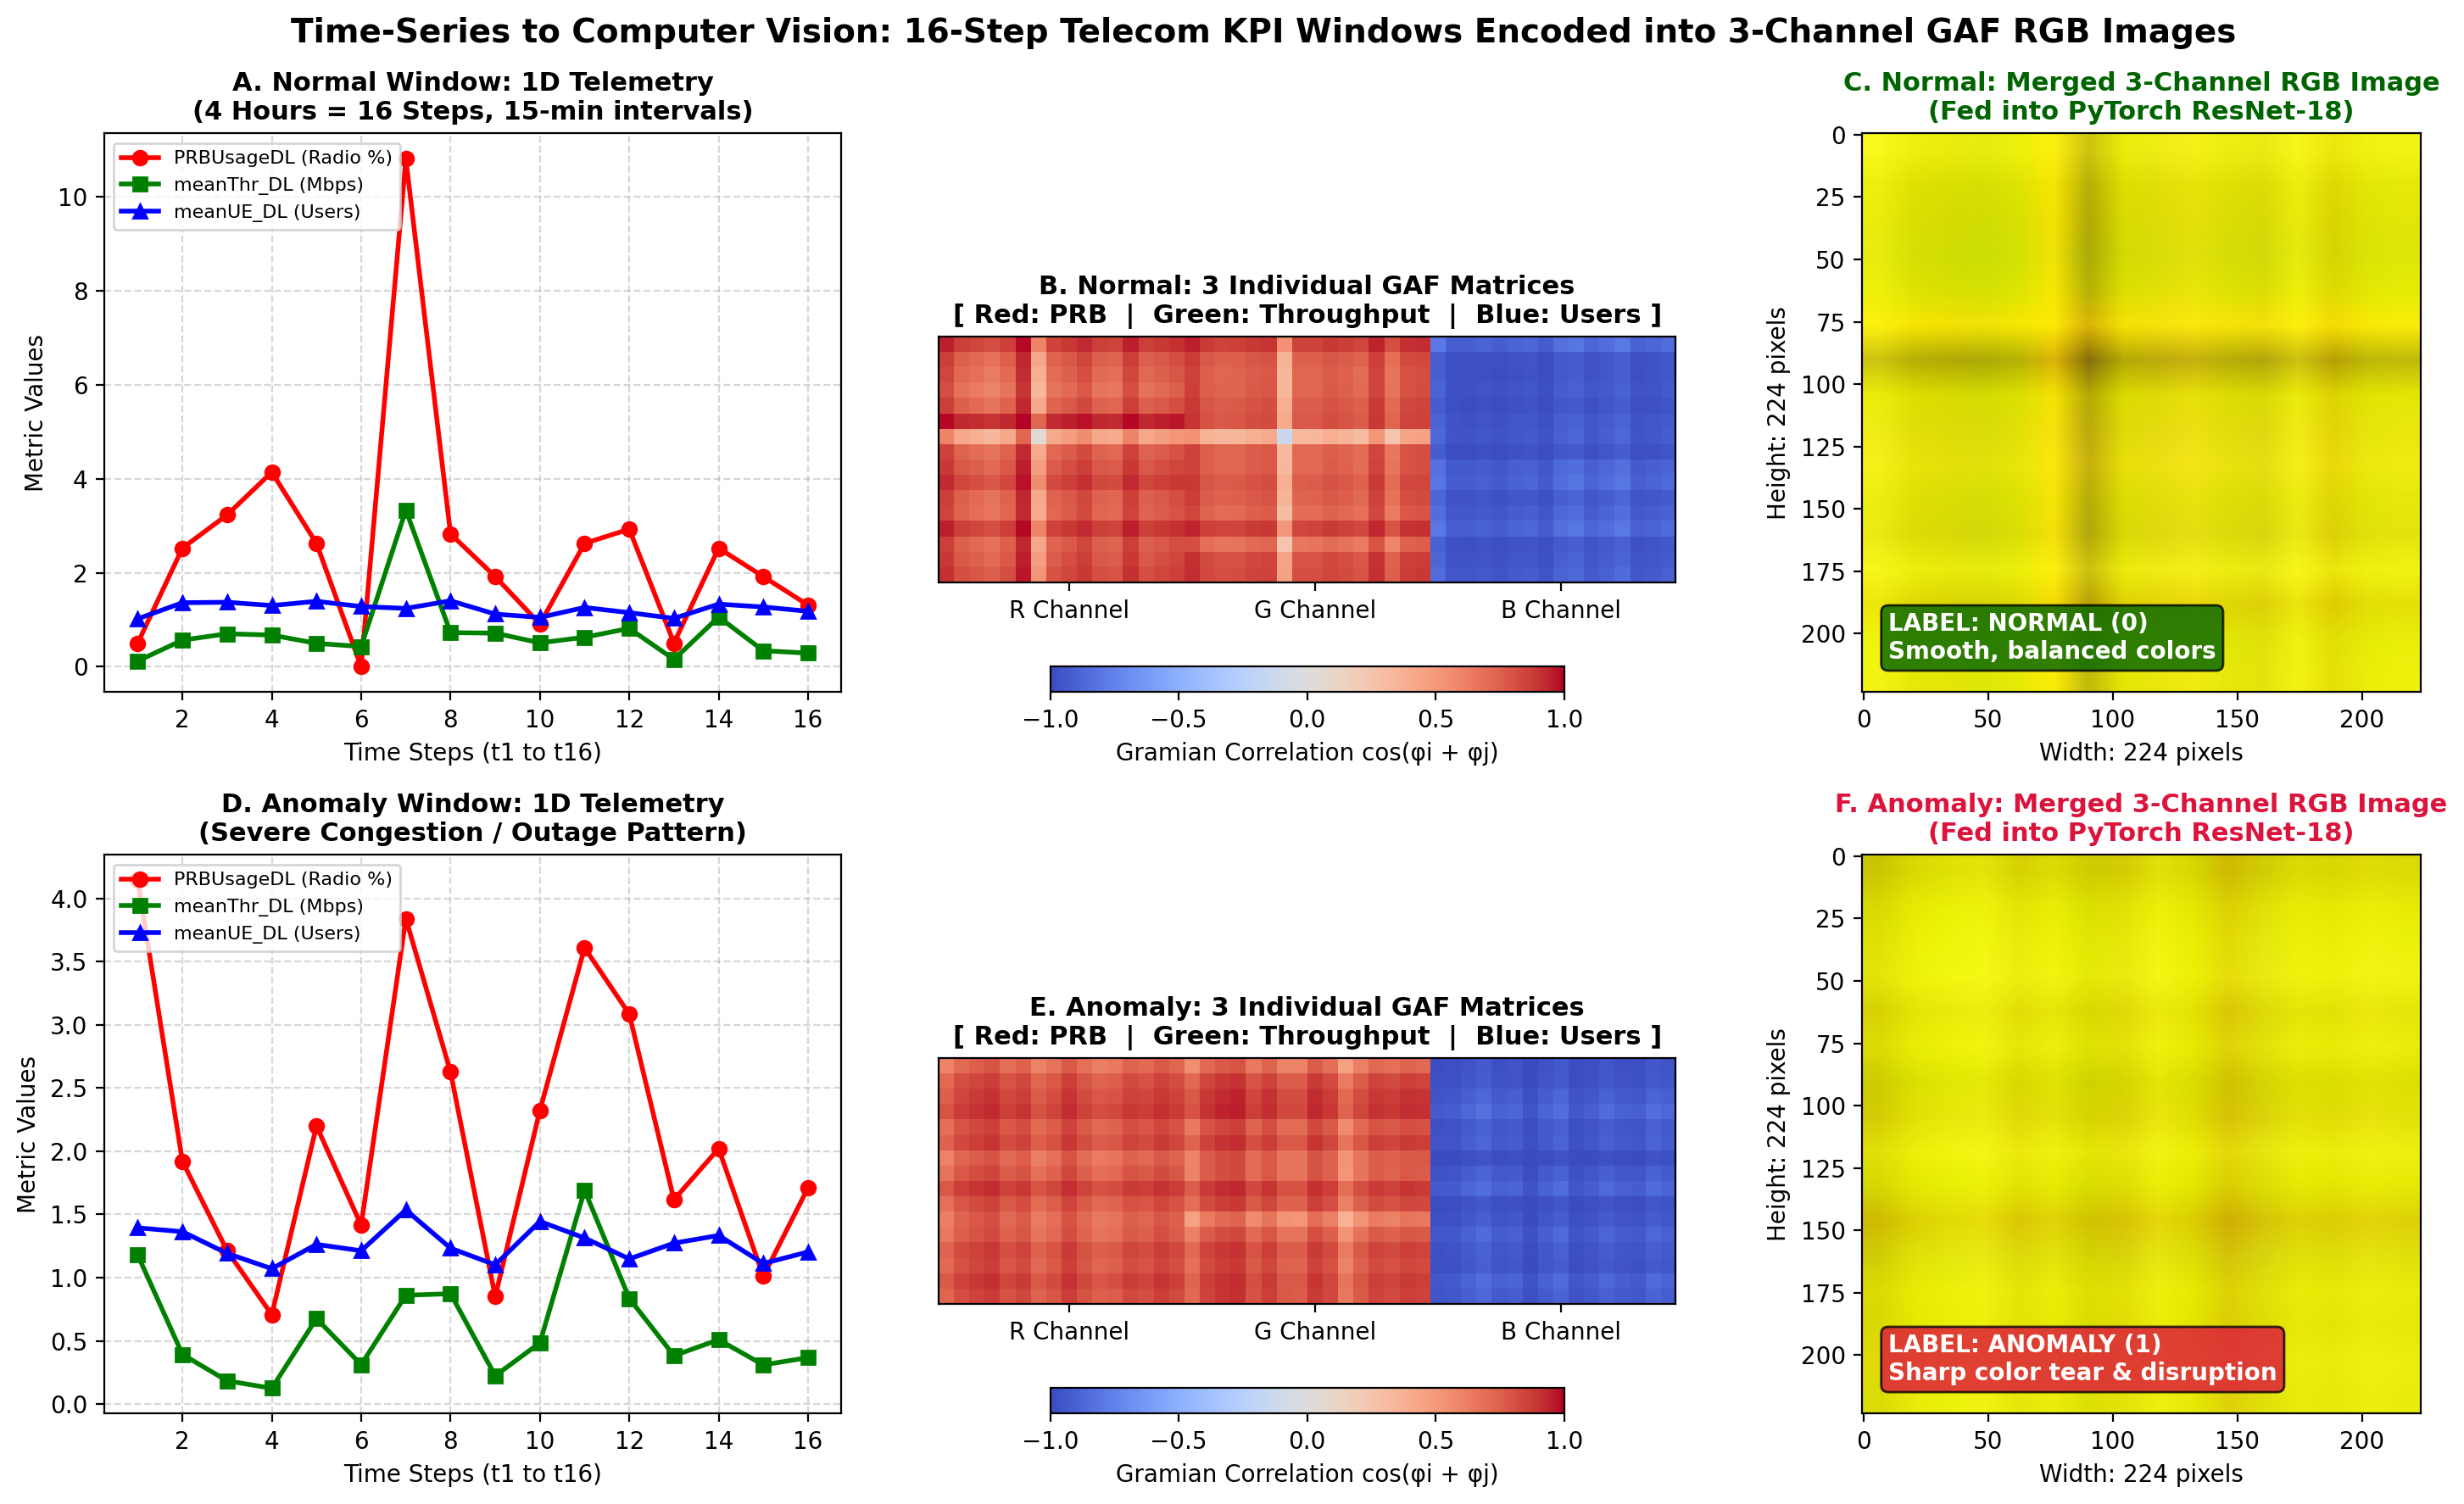 Time-Series to Computer Vision: 16-Step Telecom KPI Windows Encoded into 3-Channel GAF RGB Images
A. Normal Window: 1D Telemetry
(4 Hours = 16 Steps, 15-min intervals)
PRBUsageDL (Radio %)
meanThr_DL (Mbps)
meanUE_DL (Users)
Metric Values
10
8
6
4
2
0
2 4 6 8 10 12 14 16
Time Steps (t1 to t16)
B. Normal: 3 Individual GAF Matrices
[ Red: PRB | Green: Throughput | Blue: Users ]
R Channel G Channel B Channel
−1.0 −0.5 0.0 0.5 1.0
Gramian Correlation cos(φi + φj)
C. Normal: Merged 3-Channel RGB Image
(Fed into PyTorch ResNet-18)
Height: 224 pixels
0
25
50
75
100
125
150
175
200
LABEL: NORMAL (0)
Smooth, balanced colors
0 50 100 150 200
Width: 224 pixels
D. Anomaly Window: 1D Telemetry
(Severe Congestion / Outage Pattern)
PRBUsageDL (Radio %)
meanThr_DL (Mbps)
meanUE_DL (Users)
Metric Values
4.0
3.5
3.0
2.5
2.0
1.5
1.0
0.5
0.0
2 4 6 8 10 12 14 16
Time Steps (t1 to t16)
E. Anomaly: 3 Individual GAF Matrices
[ Red: PRB | Green: Throughput | Blue: Users ]
R Channel G Channel B Channel
−1.0 −0.5 0.0 0.5 1.0
Gramian Correlation cos(φi + φj)
F. Anomaly: Merged 3-Channel RGB Image
(Fed into PyTorch ResNet-18)
Height: 224 pixels
0
25
50
75
100
125
150
175
200
LABEL: ANOMALY (1)
Sharp color tear & disruption
0 50 100 150 200
Width: 224 pixels